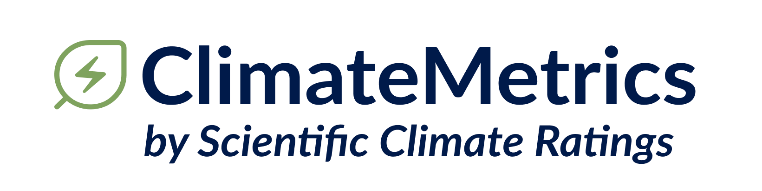 ClimateMetrics
by Scientific Climate Ratings